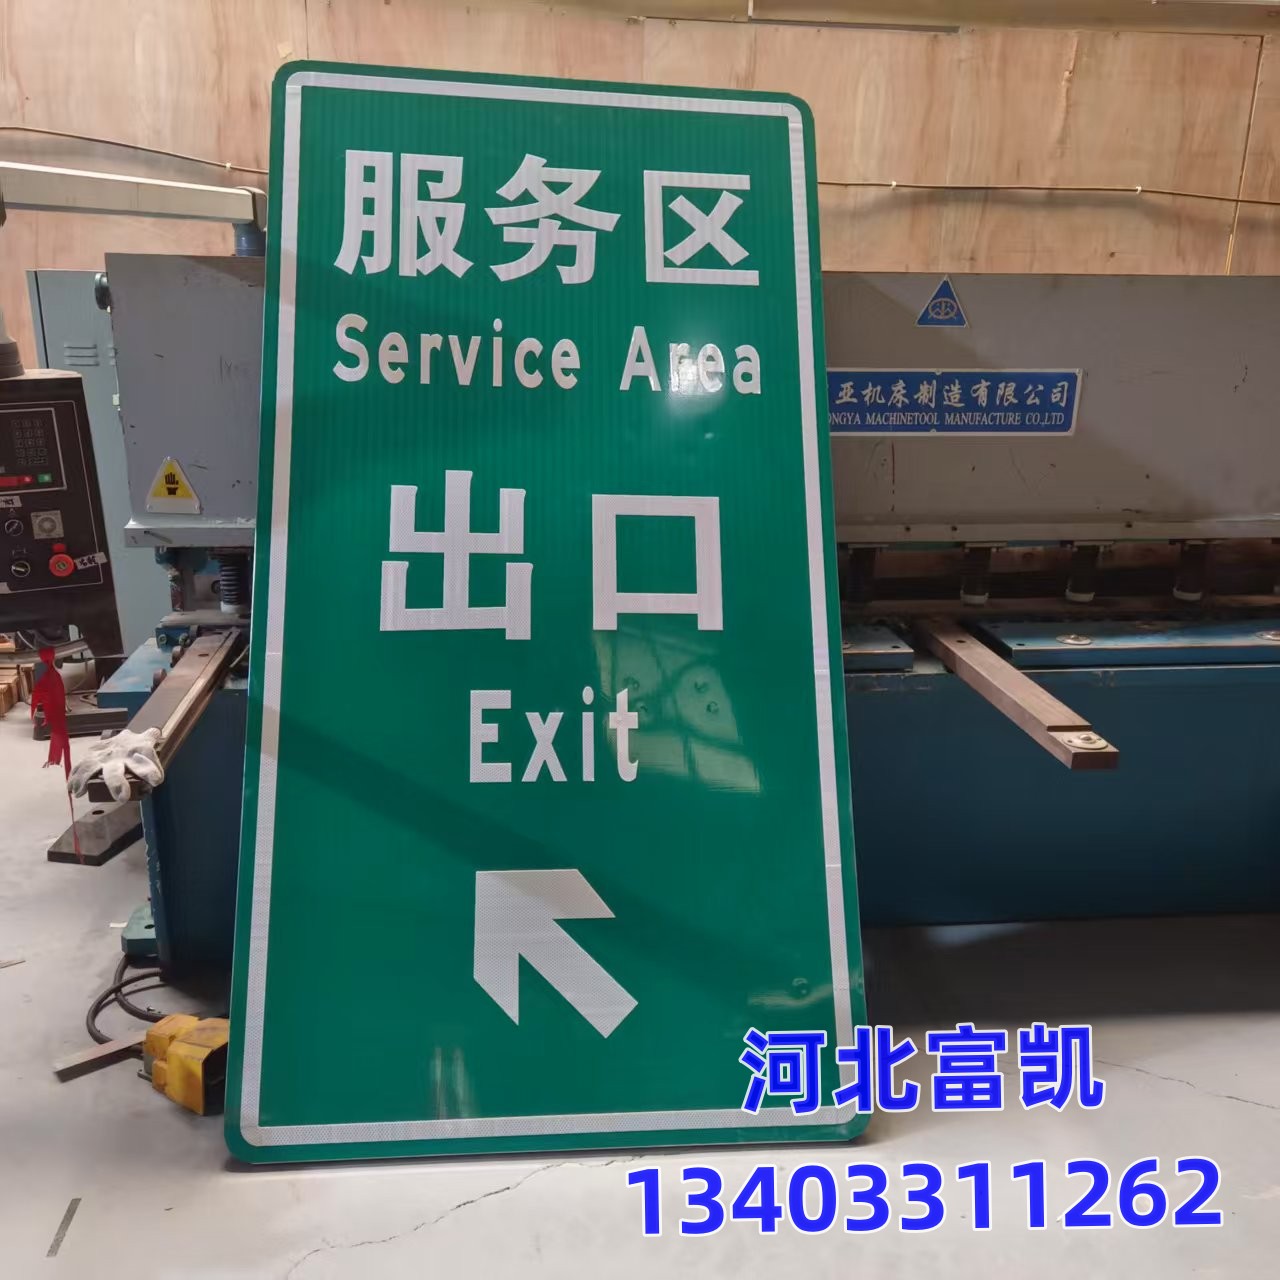 服务区
Service Area
出口
Exit
亚机床制造有限公司
ONGYA MACHINETOOL MANUFACTURE CO.,LTD
河北富凯
13403311262